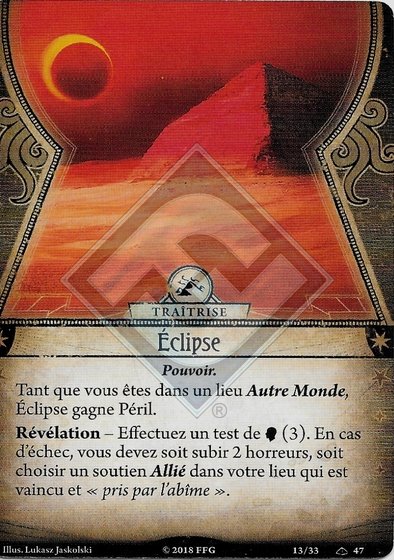 TRAÎTRISE
Éclipse
Pouvoir.
Tant que vous êtes dans un lieu Autre Monde,
Éclipse gagne Péril.
Révélation – Effectuez un test de (3). En cas
d'échec, vous devez soit subir 2 horreurs, soit
choisir un soutien Allié dans votre lieu qui est
vaincu et « pris par l'abîme ».
Illus. Lukasz Jaskolski © 2018 FFG 13/33 47